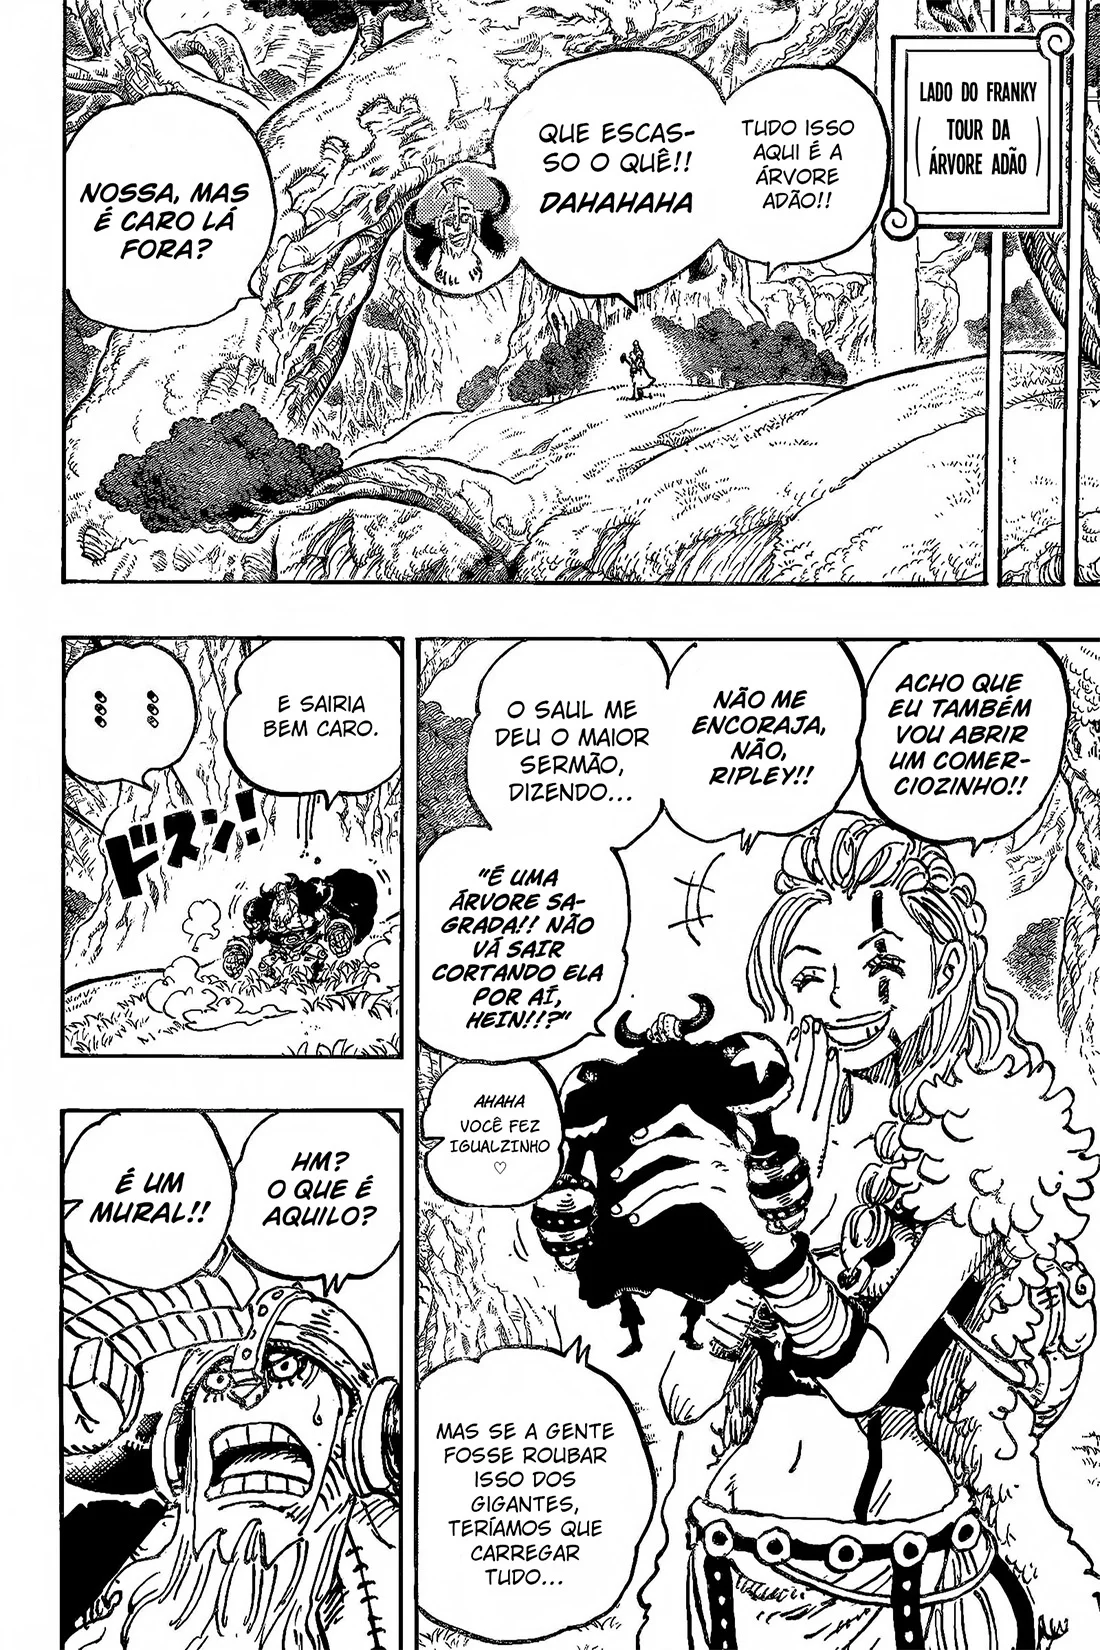 LADO DO FRANKY
(TOUR DA
ÁRVORE ADÃO)
TUDO ISSO
AQUI É A
ÁRVORE
ADÃO!!
QUE ESCAS-
SO O QUÊ!!
DAHAHAHA
NOSSA, MAS
É CARO LÁ
FORA?
ACHO QUE
EU TAMBÉM
VOU ABRIR
UM COMER-
CIOZINHO!!
NÃO ME
ENCORAJA,
NÃO,
RIPLEY!!
O SAUL ME
DEU O MAIOR
SERMÃO,
DIZENDO...
"É UMA
ÁRVORE SA-
GRADA!! NÃO
VÁ SAIR
CORTANDO ELA
POR AÍ,
HEIN!!?"
AHAHA
VOCÊ FEZ
IGUALZINHO
♡
MAS SE A GENTE
FOSSE ROUBAR
ISSO DOS
GIGANTES,
TERÍAMOS QUE
CARREGAR
TUDO...
E SAIRIA
BEM CARO.
ドスン!
HM?
O QUE É
AQUILO?
É UM
MURAL!!